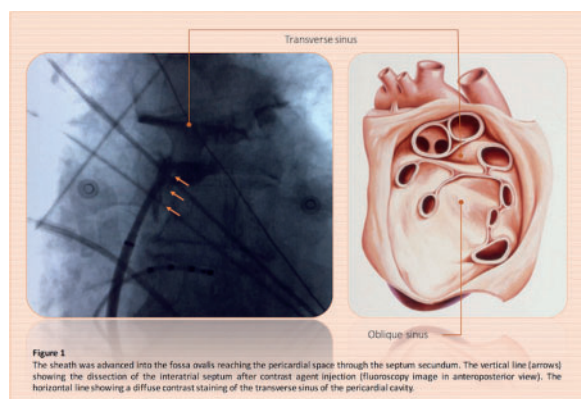 Transverse sinus
Oblique sinus
Figure 1
The sheath was advanced into the fossa ovalis reaching the pericardial space through the septum secundum. The vertical line (arrows)
showing the dissection of the interatrial septum after contrast agent injection (fluoroscopy image in anteroposterior view). The
horizontal line showing a diffuse contrast staining of the transverse sinus of the pericardial cavity.